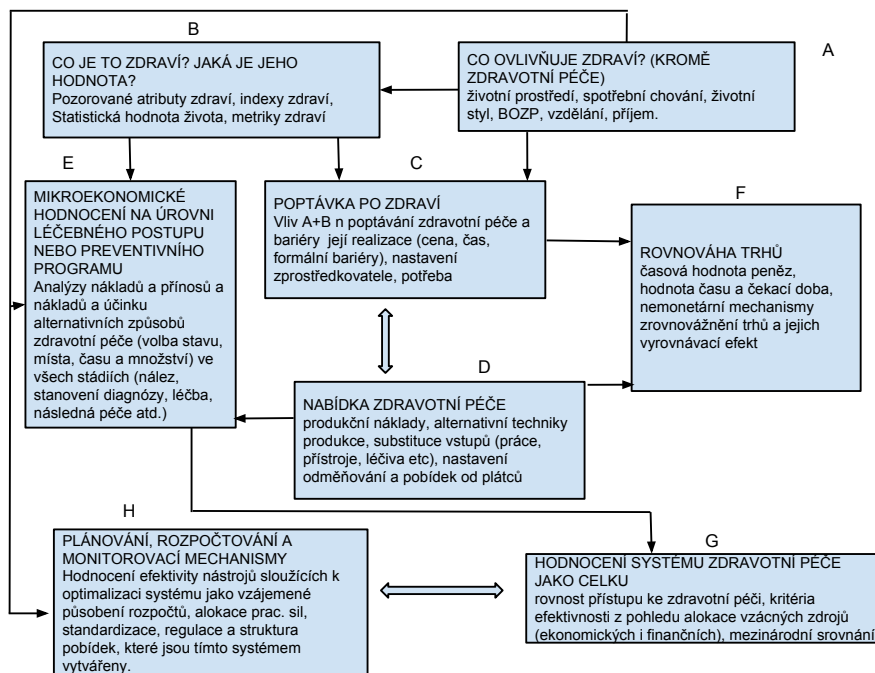 B
CO JE TO ZDRAVÍ? JAKÁ JE JEHO
HODNOTA?
Pozorované atributy zdraví, indexy zdraví,
Statistická hodnota života, metriky zdraví
A
CO OVLIVŇUJE ZDRAVÍ? (KROMĚ
ZDRAVOTNÍ PÉČE)
životní prostředí, spotřební chování, životní
styl, BOZP, vzdělání, příjem.
E
MIKROEKONOMICKÉ
HODNOCENÍ NA ÚROVNI
LÉČEBNÉHO POSTUPU
NEBO PREVENTIVNÍHO
PROGRAMU
Analýzy nákladů a přínosů a
nákladů a účinku
alternativních způsobů
zdravotní péče (volba stavu,
místa, času a množství) ve
všech stádiích (nález,
stanovení diagnózy, léčba,
následná péče atd.)
C
POPTÁVKA PO ZDRAVÍ
Vliv A+B n poptávání zdravotní péče a
bariéry její realizace (cena, čas,
formální bariéry), nastavení
zprostředkovatele, potřeba
F
ROVNOVÁHA TRHŮ
časová hodnota peněz,
hodnota času a čekací doba,
nemonetární mechanismy
zrovnovážnění trhů a jejich
vyrovnávací efekt
D
NABÍDKA ZDRAVOTNÍ PÉČE
produkční náklady, alternativní techniky
produkce, substituce vstupů (práce,
přístroje, léčiva etc), nastavení
odměňování a pobídek od plátců
H
PLÁNOVÁNÍ, ROZPOČTOVÁNÍ A
MONITOROVACÍ MECHANISMY
Hodnocení efektivity nástrojů sloužících k
optimalizaci systému jako vzájemené
působení rozpočtů, alokace prac. sil,
standardizace, regulace a struktura
pobídek, které jsou tímto systémem
vytvářeny.
G
HODNOCENÍ SYSTÉMU ZDRAVOTNÍ PÉČE
JAKO CELKU
rovnost přístupu ke zdravotní péči, kritéria
efektivnosti z pohledu alokace vzácných zdrojů
(ekonomických i finančních), mezinárodní srovnání